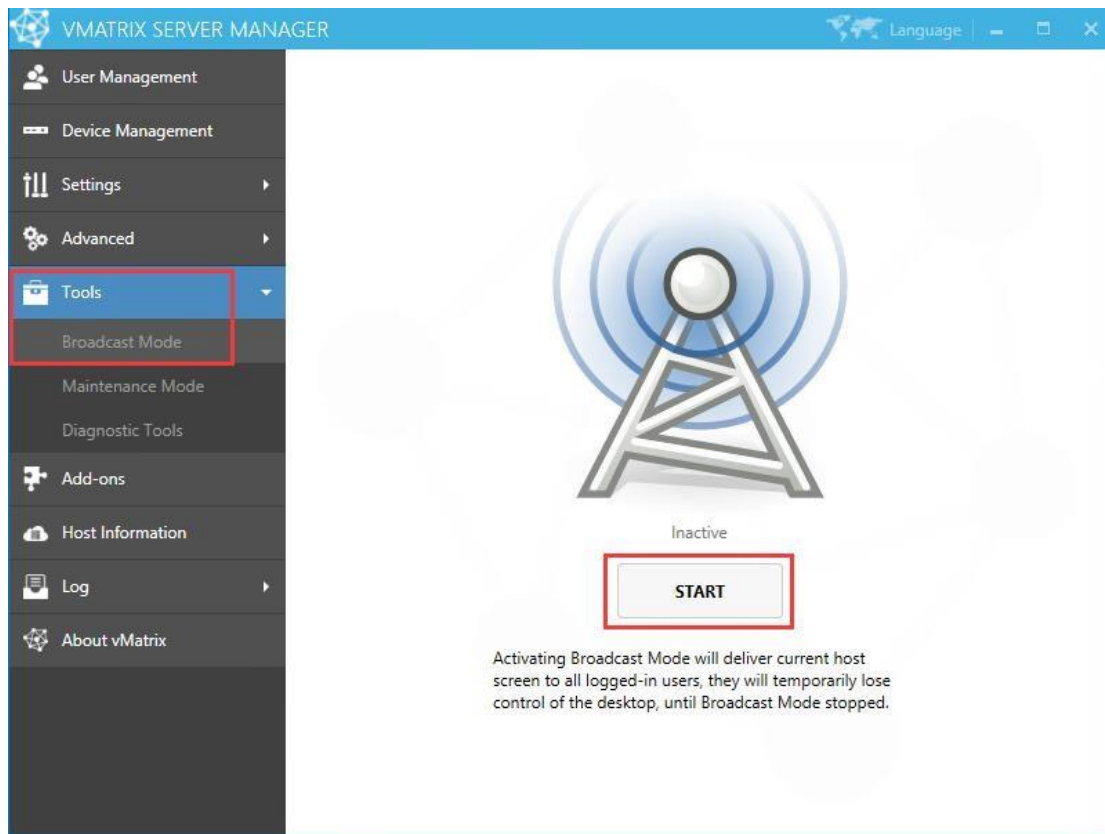 VMATRIX SERVER MANAGER
Language
User Management
Device Management
Settings
Advanced
Tools
Broadcast Mode
Maintenance Mode
Diagnostic Tools
Add-ons
Host Information
Log
About vMatrix
Inactive
START
Activating Broadcast Mode will deliver current host
screen to all logged-in users, they will temporarily lose
control of the desktop, until Broadcast Mode stopped.